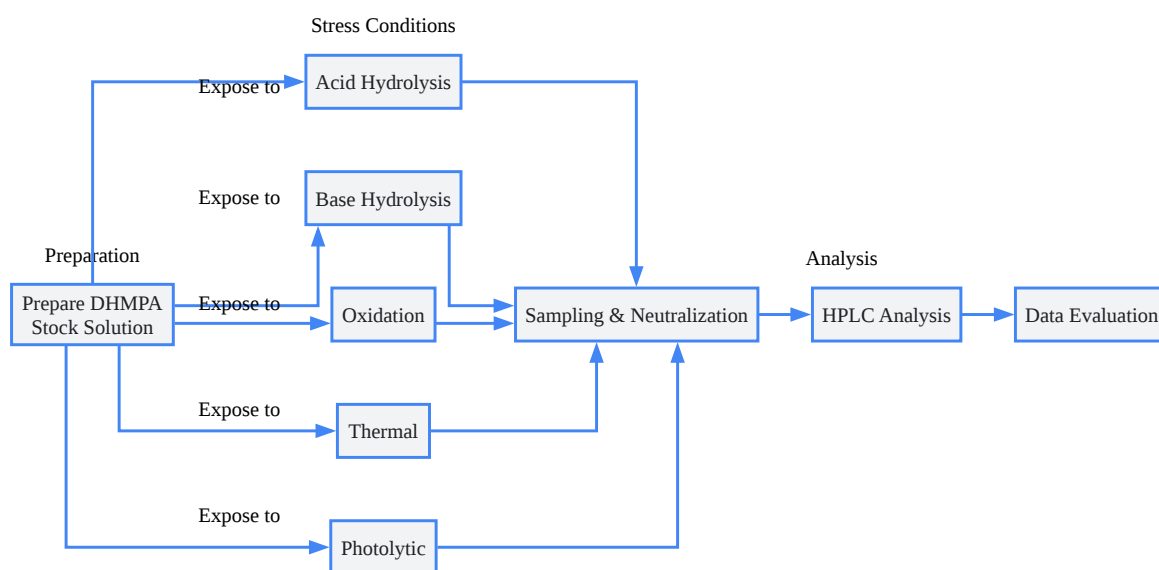 Stress Conditions
Expose to
Acid Hydrolysis
Expose to
Base Hydrolysis
Preparation
Analysis
Prepare DHMPA
Stock Solution
Expose to
Oxidation
Sampling & Neutralization
HPLC Analysis
Data Evaluation
Expose to
Thermal
Expose to
Photolytic